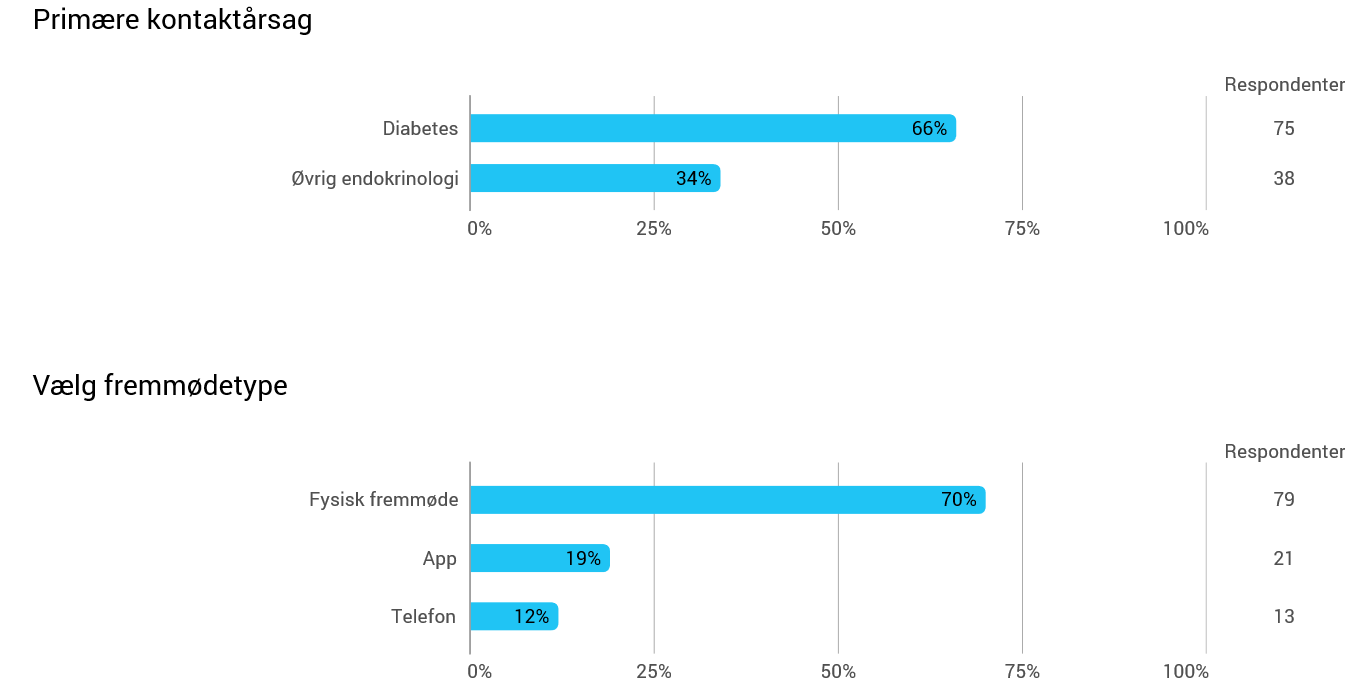 Primære kontaktårsag
Respondenter
Diabetes 66% 75
Øvrig endokrinologi 34% 38
0% 25% 50% 75% 100%
Vælg fremmødetype
Respondenter
Fysisk fremmøde 70% 79
App 19% 21
Telefon 12% 13
0% 25% 50% 75% 100%